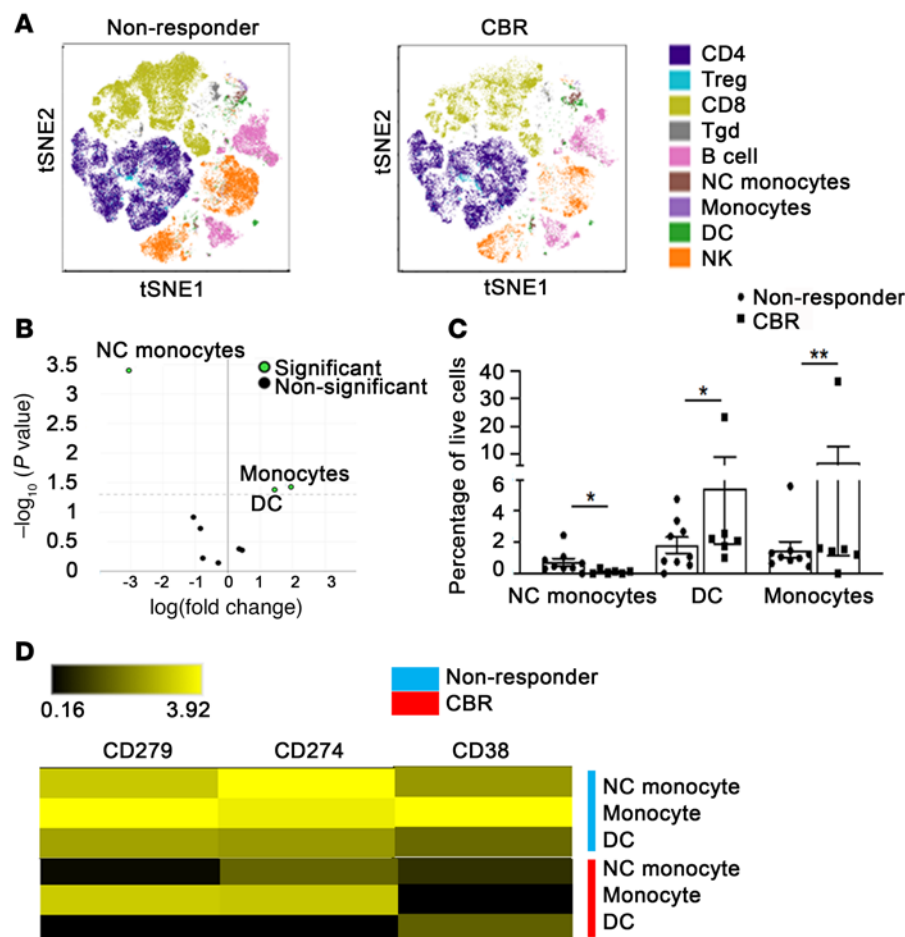 A
Non-responder
CBR
tSNE2
tSNE1
tSNE2
tSNE1
CD4
Treg
CD8
Tgd
B cell
NC monocytes
Monocytes
DC
NK
B
NC monocytes
Significant
Non-significant
Monocytes
DC
–log10 (P value)
3.5
3
2.5
2
1.5
1
0.5
0
-3
-2
-1
0
1
2
3
log(fold change)
C
Non-responder
CBR
Percentage of live cells
40
30
20
10
6
4
2
0
*
*
**
NC monocytes
DC
Monocytes
D
0.16
3.92
Non-responder
CBR
CD279
CD274
CD38
NC monocyte
Monocyte
DC
NC monocyte
Monocyte
DC